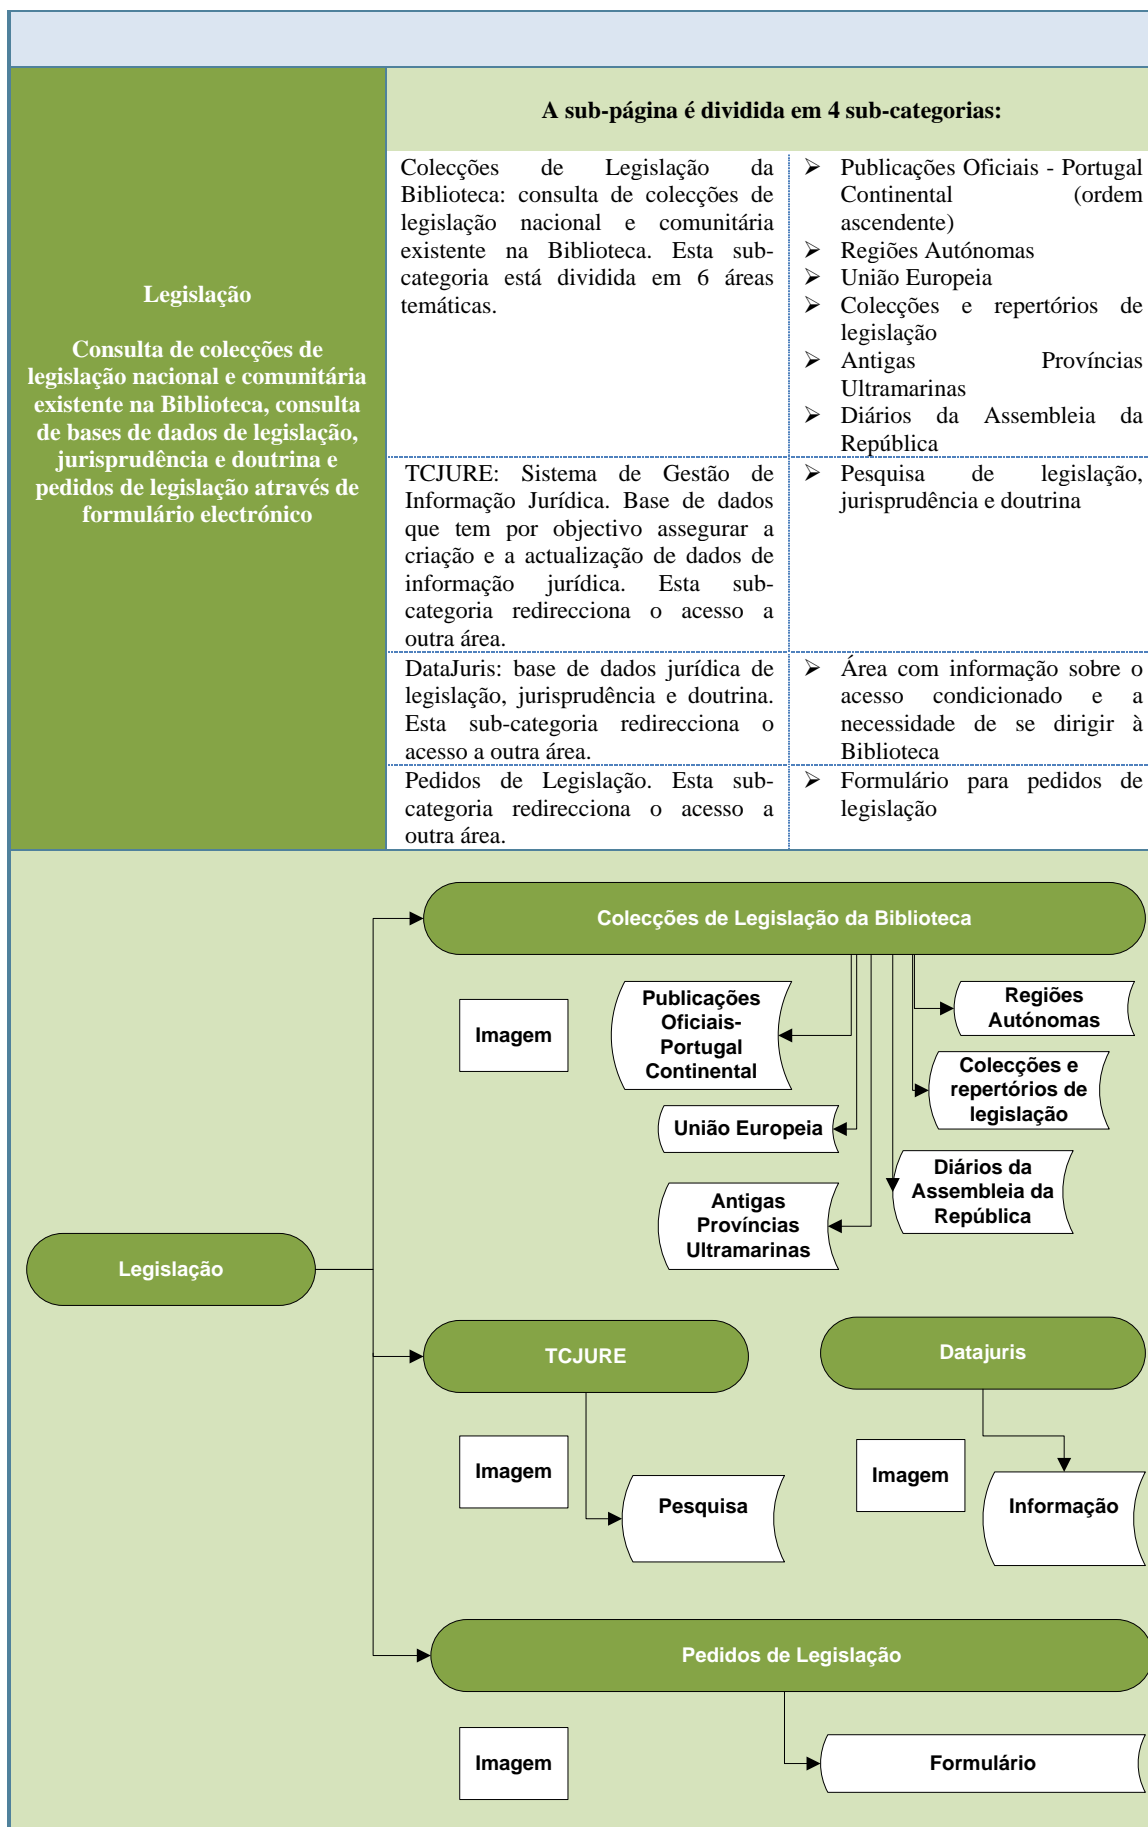 A sub-página é dividida em 4 sub-categorias:
Legislação
Consulta de colecções de
legislação nacional e comunitária
existente na Biblioteca, consulta
de bases de dados de legislação,
jurisprudência e doutrina e
pedidos de legislação através de
formulário electrónico
Colecções de Legislação da
Biblioteca: consulta de colecções de
legislação nacional e comunitária
existente na Biblioteca. Esta sub-
categoria está dividida em 6 áreas
temáticas.
➢ Publicações Oficiais - Portugal
Continental (ordem
ascendente)
➢ Regiões Autónomas
➢ União Europeia
➢ Colecções e repertórios de
legislação
➢ Antigas Províncias
Ultramarinas
➢ Diários da Assembleia da
República
TCJURE: Sistema de Gestão de
Informação Jurídica. Base de dados
que tem por objectivo assegurar a
criação e a actualização de dados de
informação jurídica. Esta sub-
categoria redirecciona o acesso a
outra área.
➢ Pesquisa de legislação,
jurisprudência e doutrina
DataJuris: base de dados jurídica de
legislação, jurisprudência e doutrina.
Esta sub-categoria redirecciona o
acesso a outra área.
➢ Área com informação sobre o
acesso condicionado e a
necessidade de se dirigir à
Biblioteca
Pedidos de Legislação. Esta sub-
categoria redirecciona o acesso a
outra área.
➢ Formulário para pedidos de
legislação
Colecções de Legislação da Biblioteca
Imagem
Publicações
Oficiais-
Portugal
Continental
Regiões
Autónomas
Colecções e
repertórios de
legislação
União Europeia
Diários da
Assembleia da
República
Antigas
Províncias
Ultramarinas
Legislação
TCJURE
Datajuris
Imagem
Pesquisa
Imagem
Informação
Pedidos de Legislação
Imagem
Formulário